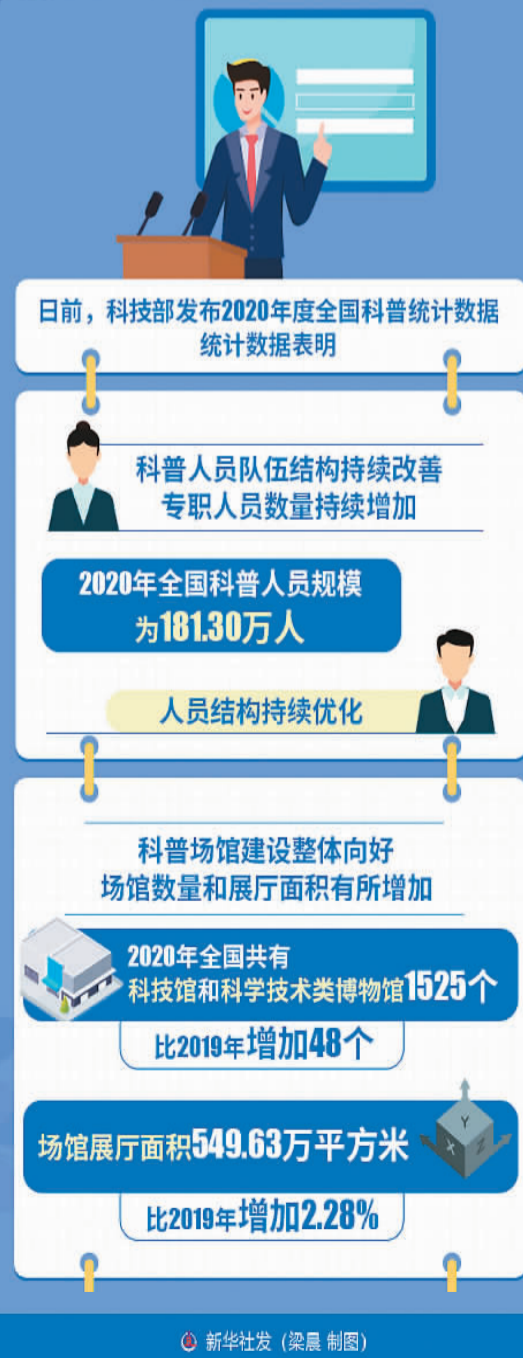 日前，科技部发布2020年度全国科普统计数据
统计数据表明
科普人员队伍结构持续改善
专职人员数量持续增加
2020年全国科普人员规模
为181.30万人
人员结构持续优化
科普场馆建设整体向好
场馆数量和展厅面积有所增加
2020年全国共有
科技馆和科学技术类博物馆1525个
比2019年增加48个
场馆展厅面积549.63万平方米
Y
X Z
比2019年增加2.28%
新华社发（梁晨 制图）